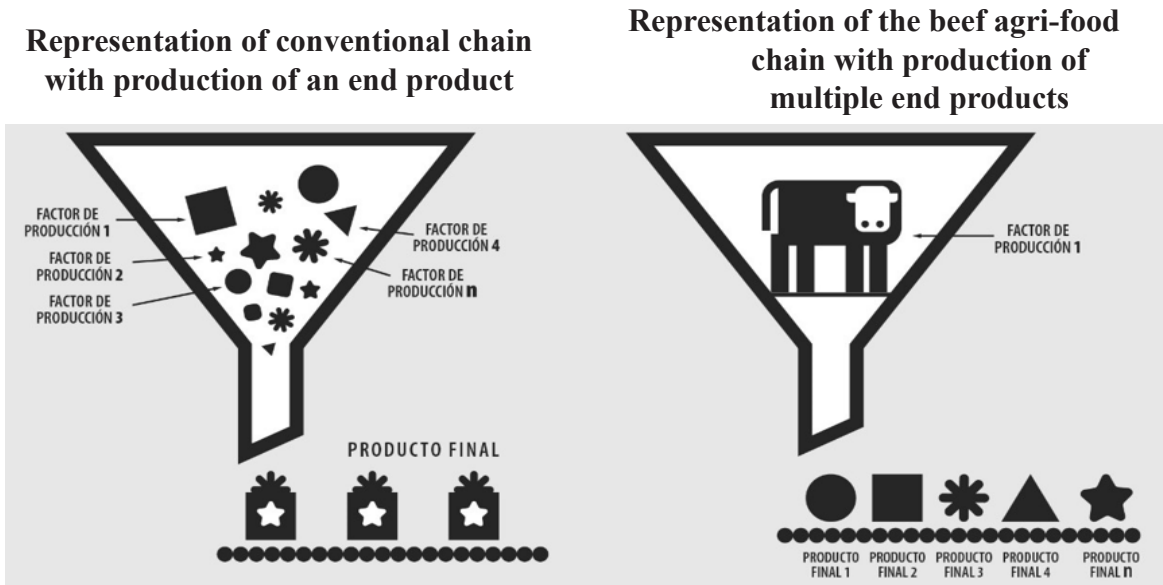 Representation of conventional chain
with production of an end product
Representation of the beef agri-food
chain with production of
multiple end products
FACTOR DE
PRODUCCIÓN 1
FACTOR DE
PRODUCCIÓN 2
FACTOR DE
PRODUCCIÓN 3
FACTOR DE
PRODUCCIÓN 4
FACTOR DE
PRODUCCIÓN n
PRODUCTO FINAL
FACTOR DE
PRODUCCIÓN 1
PRODUCTO
FINAL 1
PRODUCTO
FINAL 2
PRODUCTO
FINAL 3
PRODUCTO
FINAL 4
PRODUCTO
FINAL n